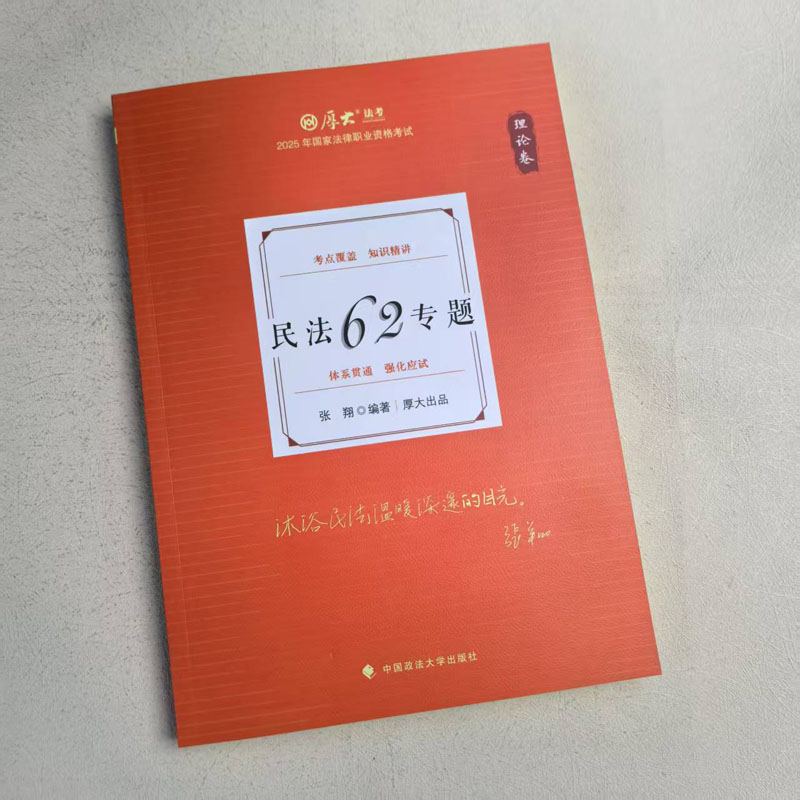 厚大®法考
2025年国家法律职业资格考试
理论卷
考点覆盖 知识精讲
民法62专题
体系贯通 强化应试
张 翔◎编著|厚大出品
沐浴民法温暖深邃的目光。
张翔
中国政法大学出版社